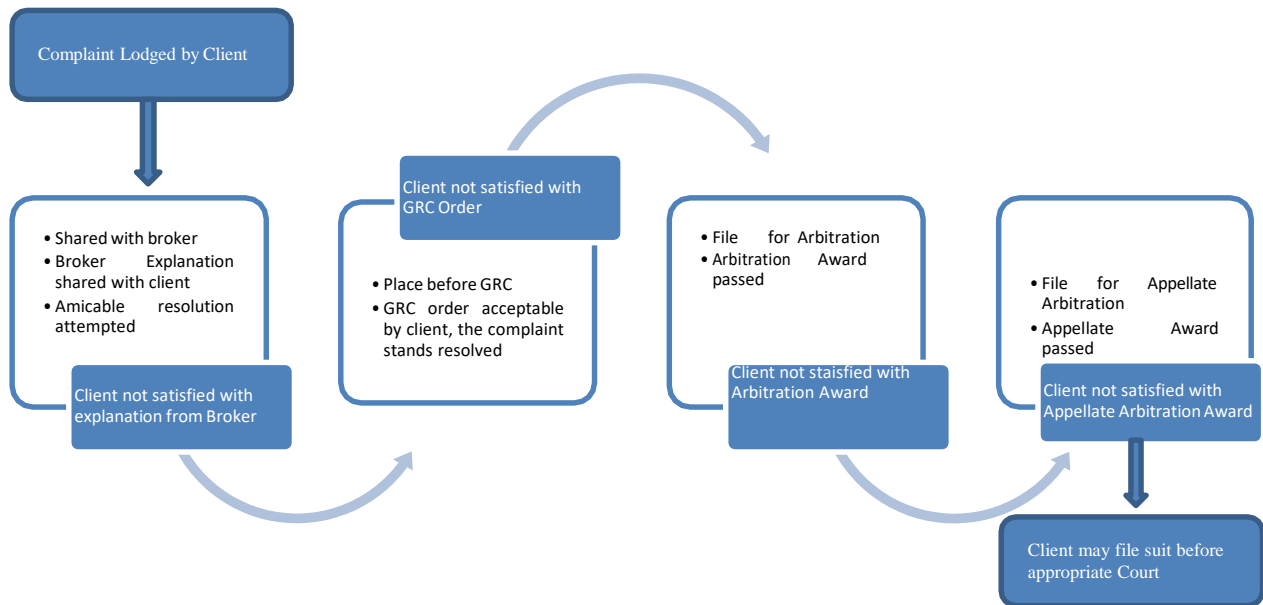 Complaint Lodged by Client
• Shared with broker
• Broker Explanation
shared with client
• Amicable resolution
attempted
Client not satisfied with
explanation from Broker
Client not satisfied with
GRC Order
• Place before GRC
• GRC order acceptable
by client, the complaint
stands resolved
• File for Arbitration
• Arbitration Award
passed
Client not staisfied with
Arbitration Award
• File for Appellate
Arbitration
• Appellate Award
passed
Client not satisfied with
Appellate Arbitration Award
Client may file suit before
appropriate Court